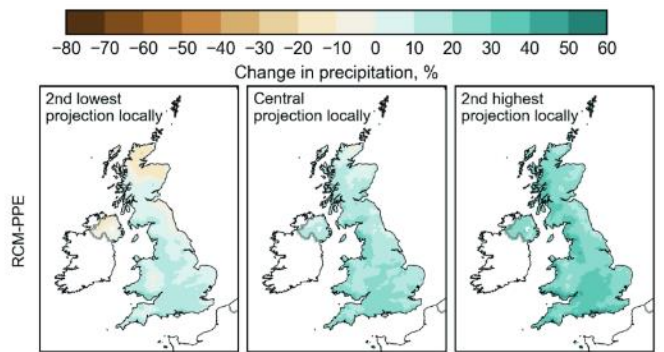 −80 −70 −60 −50 −40 −30 −20 −10 0 10 20 30 40 50 60
Change in precipitation, %
2nd lowest
projection locally
Central
projection locally
2nd highest
projection locally
RCM-PPE